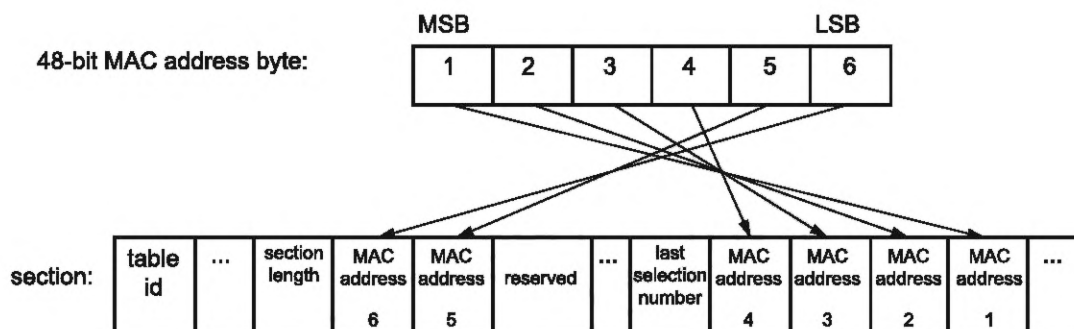 MSB LSB
48-bit MAC address byte: 1 2 3 4 5 6
section: table id ... section length MAC address 6 MAC address 5 reserved ... last selection number MAC address 4 MAC address 3 MAC address 2 MAC address 1 ...